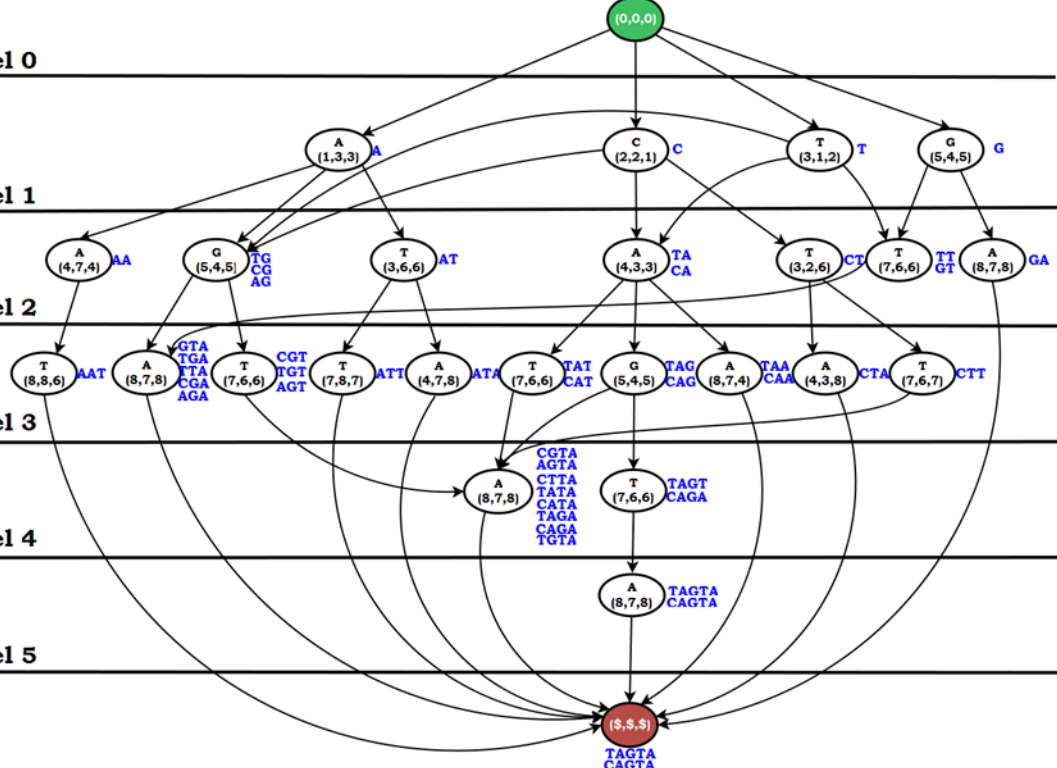 (0,0,0)
el 0
A
(1,3,3)
A
C
(2,2,1)
C
T
(3,1,2)
T
G
(5,4,5)
G
el 1
A
(4,7,4)
AA
G
(5,4,5)
TG
CG
AG
T
(3,6,6)
AT
A
(4,3,3)
TA
CA
T
(3,2,6)
CT
T
(7,6,6)
TT
GT
A
(8,7,8)
GA
el 2
T
(8,8,6)
AAT
A
(8,7,8)
GTA
TGA
TTA
CGA
AGA
T
(7,6,6)
CGT
TGT
AGT
T
(7,8,7)
ATT
A
(4,7,8)
ATA
T
(7,6,6)
TAT
CAT
G
(5,4,5)
TAG
CAG
A
(8,7,4)
TAA
CAA
A
(4,3,8)
CTA
T
(7,6,7)
CTT
el 3
A
(8,7,8)
CGTA
AGTA
CTTA
TATA
CATA
TAGA
CAGA
TGTA
T
(7,6,6)
TAGT
CAGA
el 4
A
(8,7,8)
TAGTA
CAGTA
el 5
($,$,$)
TAGTA
CAGTA